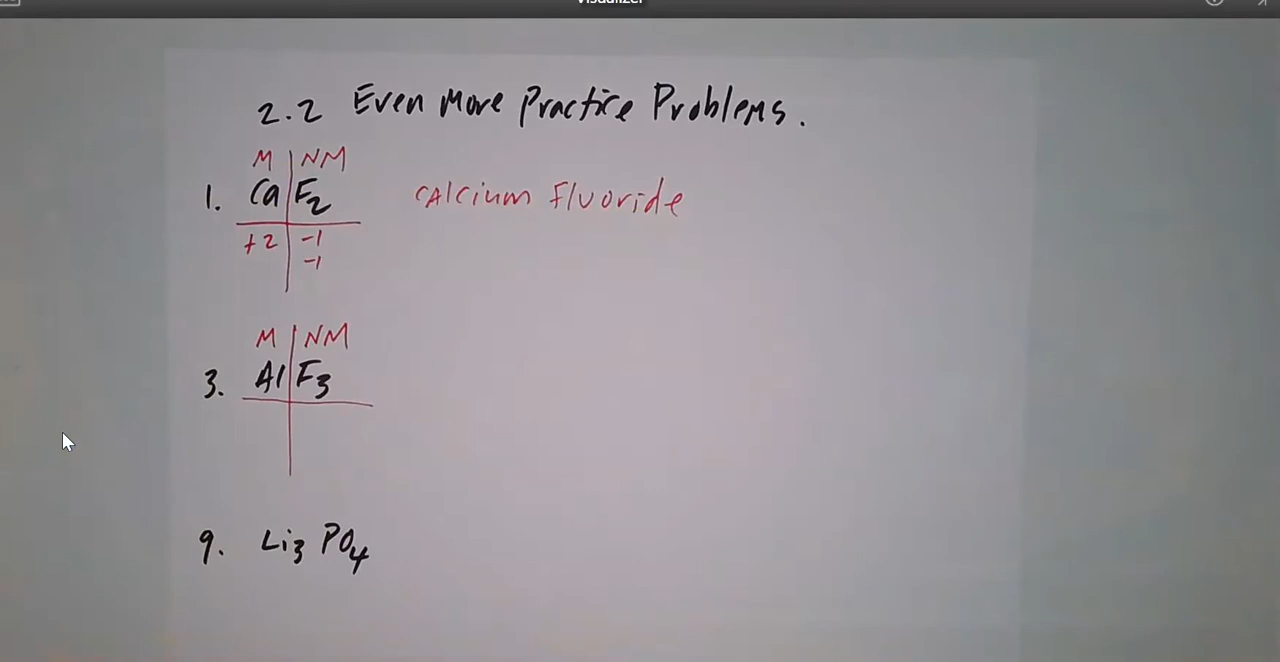 Visualizer
2.2 Even More Practice Problems.
M | NM
1. Ca | F2 Calcium Fluoride
+2 | -1
-1
M | NM
3. Al | F3
9. Li3 PO4